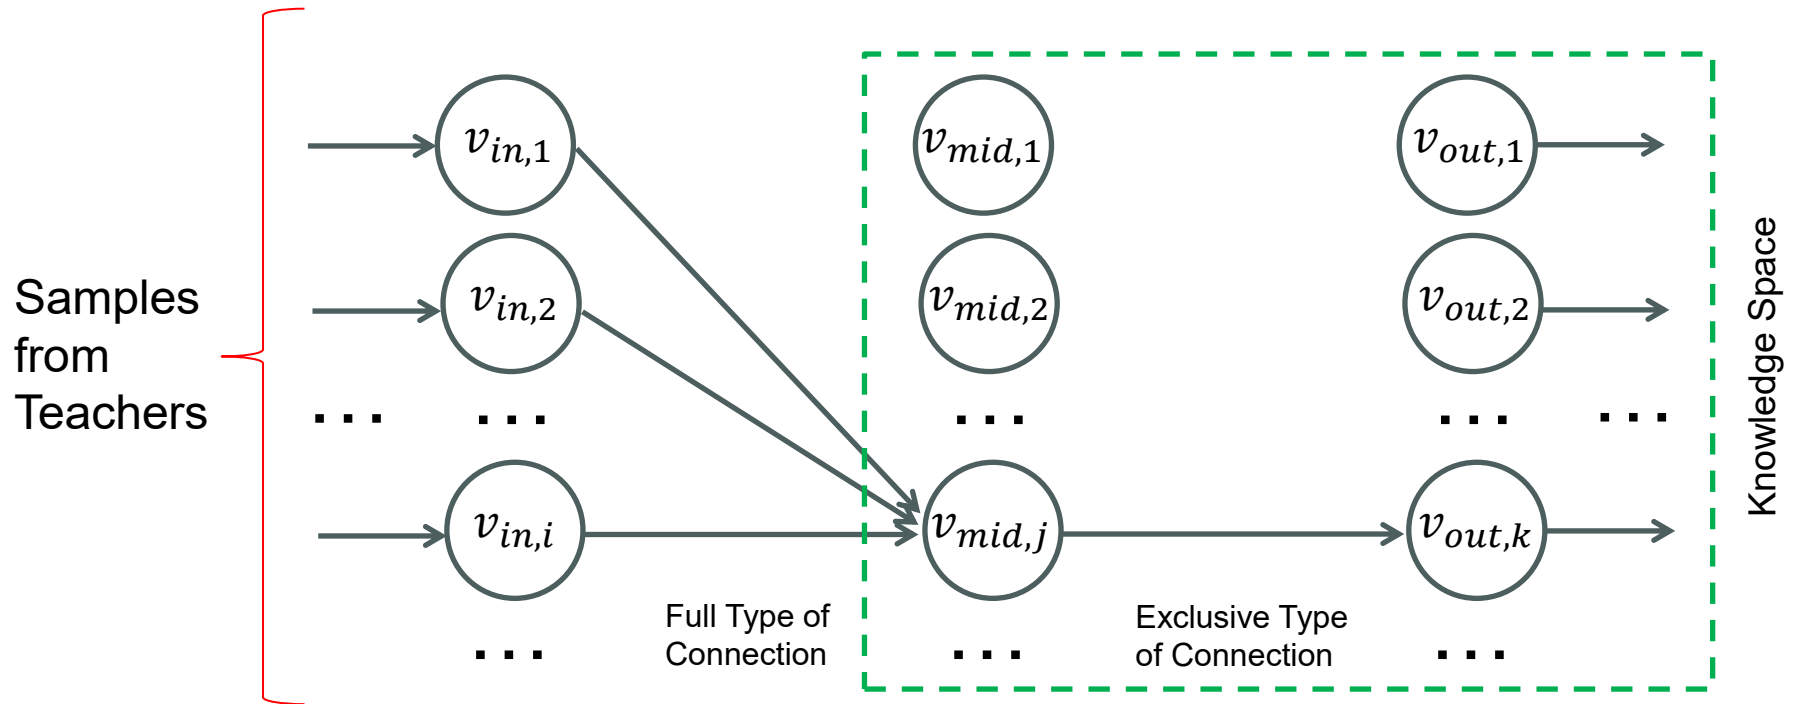 Samples
from
Teachers
v_{in,1}
v_{in,2}
...
...
v_{in,i}
...
Full Type of
Connection
v_{mid,1}
v_{mid,2}
...
v_{mid,j}
...
Exclusive Type
of Connection
v_{out,1}
v_{out,2}
...
...
v_{out,k}
...
Knowledge Space